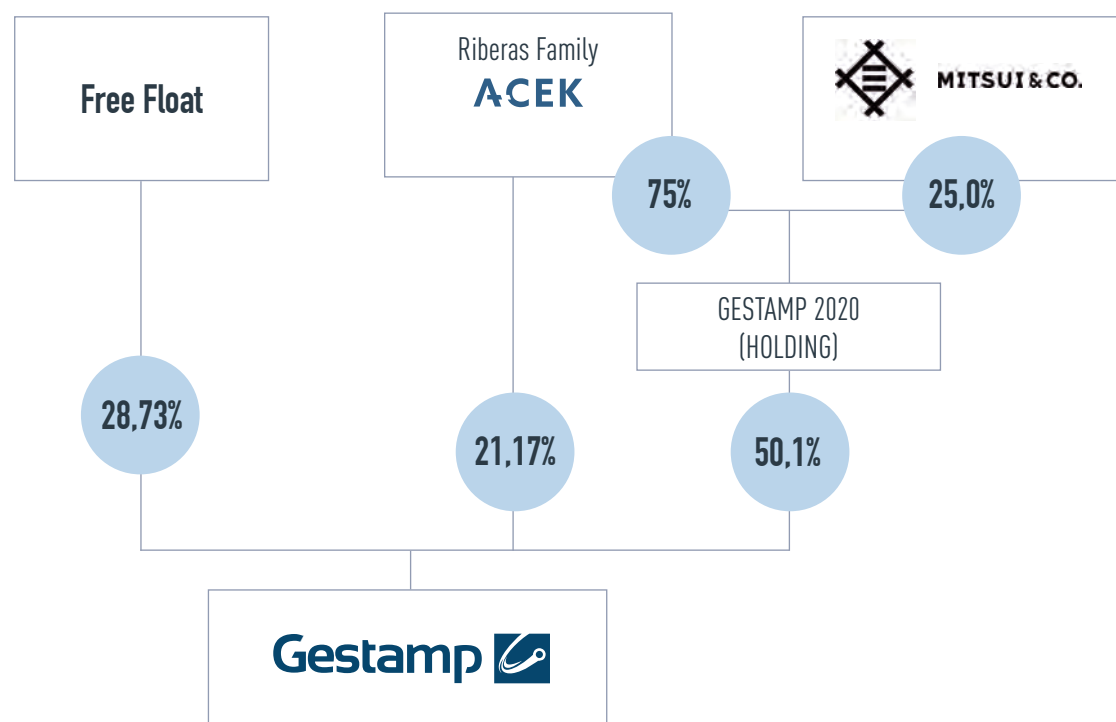 Free Float
Riberas Family
ACEK
MITSUI & CO.
75%
25,0%
GESTAMP 2020
(HOLDING)
28,73%
21,17%
50,1%
Gestamp